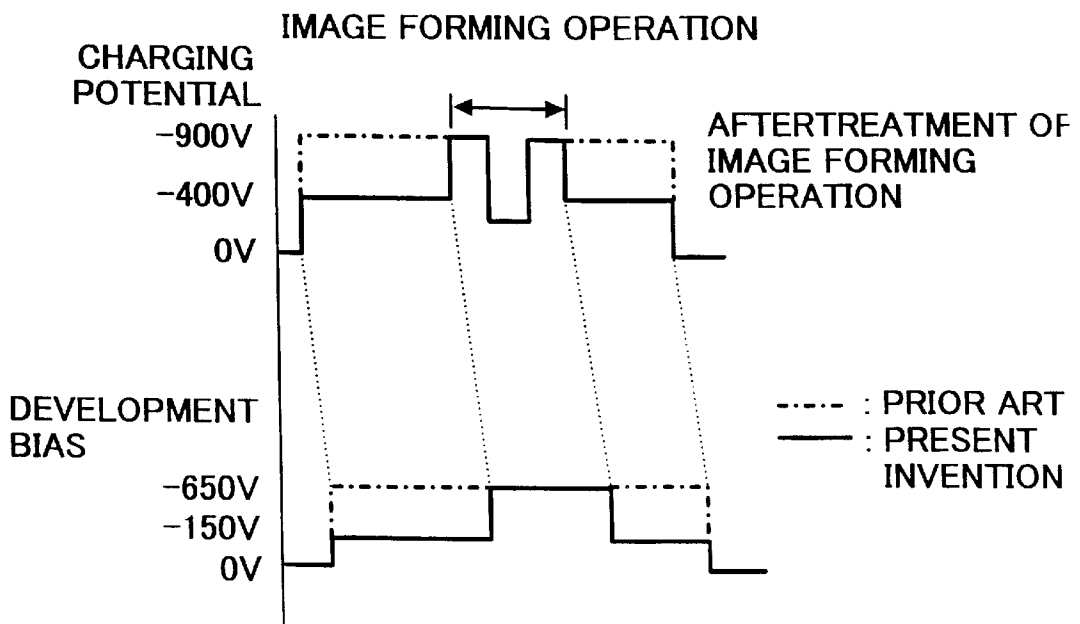 IMAGE FORMING OPERATION
CHARGING
POTENTIAL
-900V
-400V
0V
AFTERTREATMENT OF
IMAGE FORMING
OPERATION
DEVELOPMENT
BIAS
-650V
-150V
0V
: PRIOR ART
: PRESENT
INVENTION